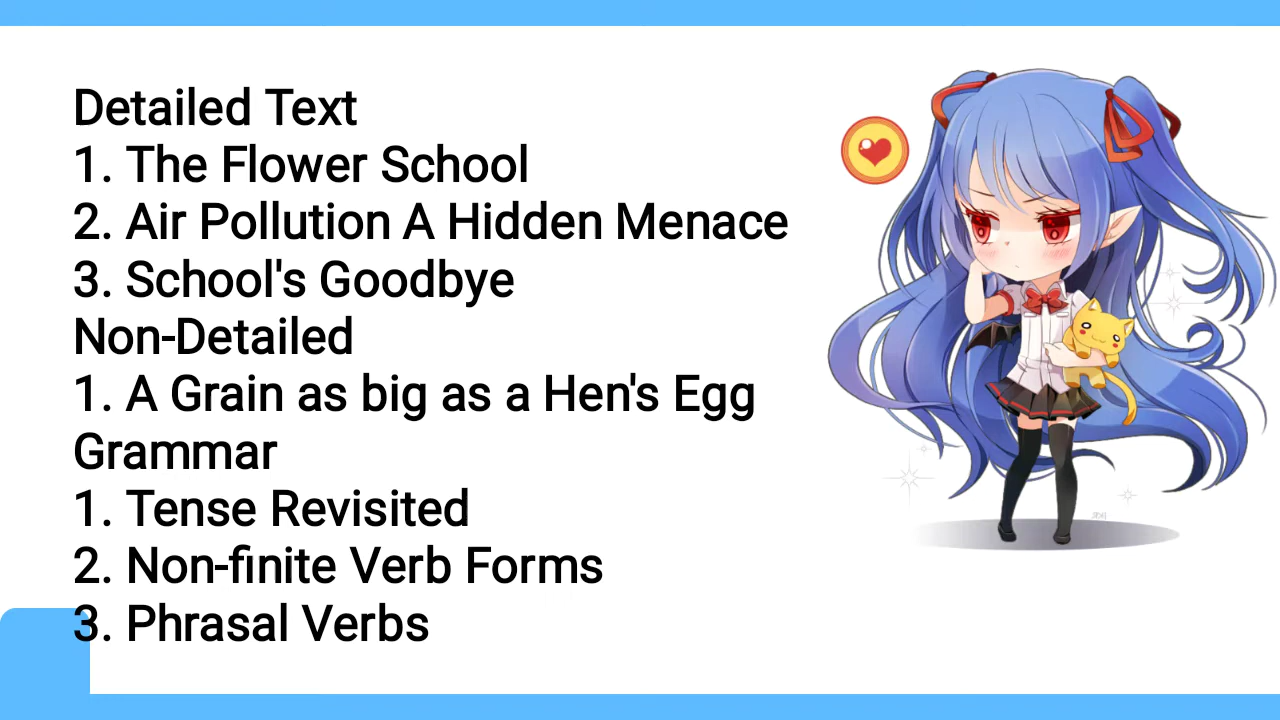 Detailed Text
1. The Flower School
2. Air Pollution A Hidden Menace
3. School's Goodbye
Non-Detailed
1. A Grain as big as a Hen's Egg
Grammar
1. Tense Revisited
2. Non-finite Verb Forms
3. Phrasal Verbs